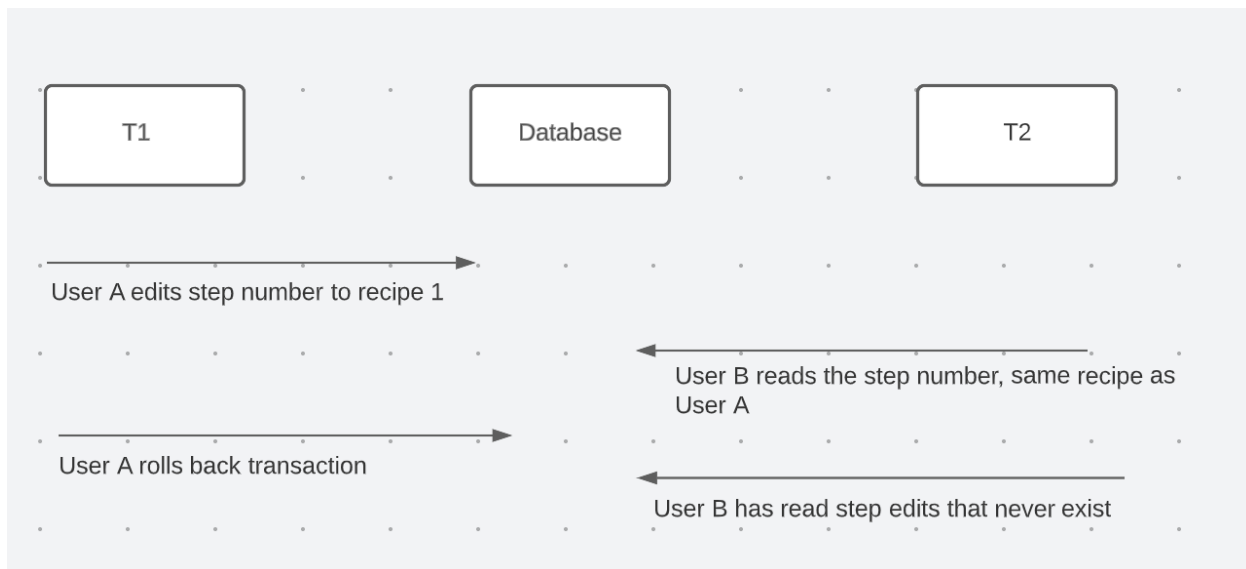 T1
Database
T2
User A edits step number to recipe 1
User B reads the step number, same recipe as
User A
User A rolls back transaction
User B has read step edits that never exist